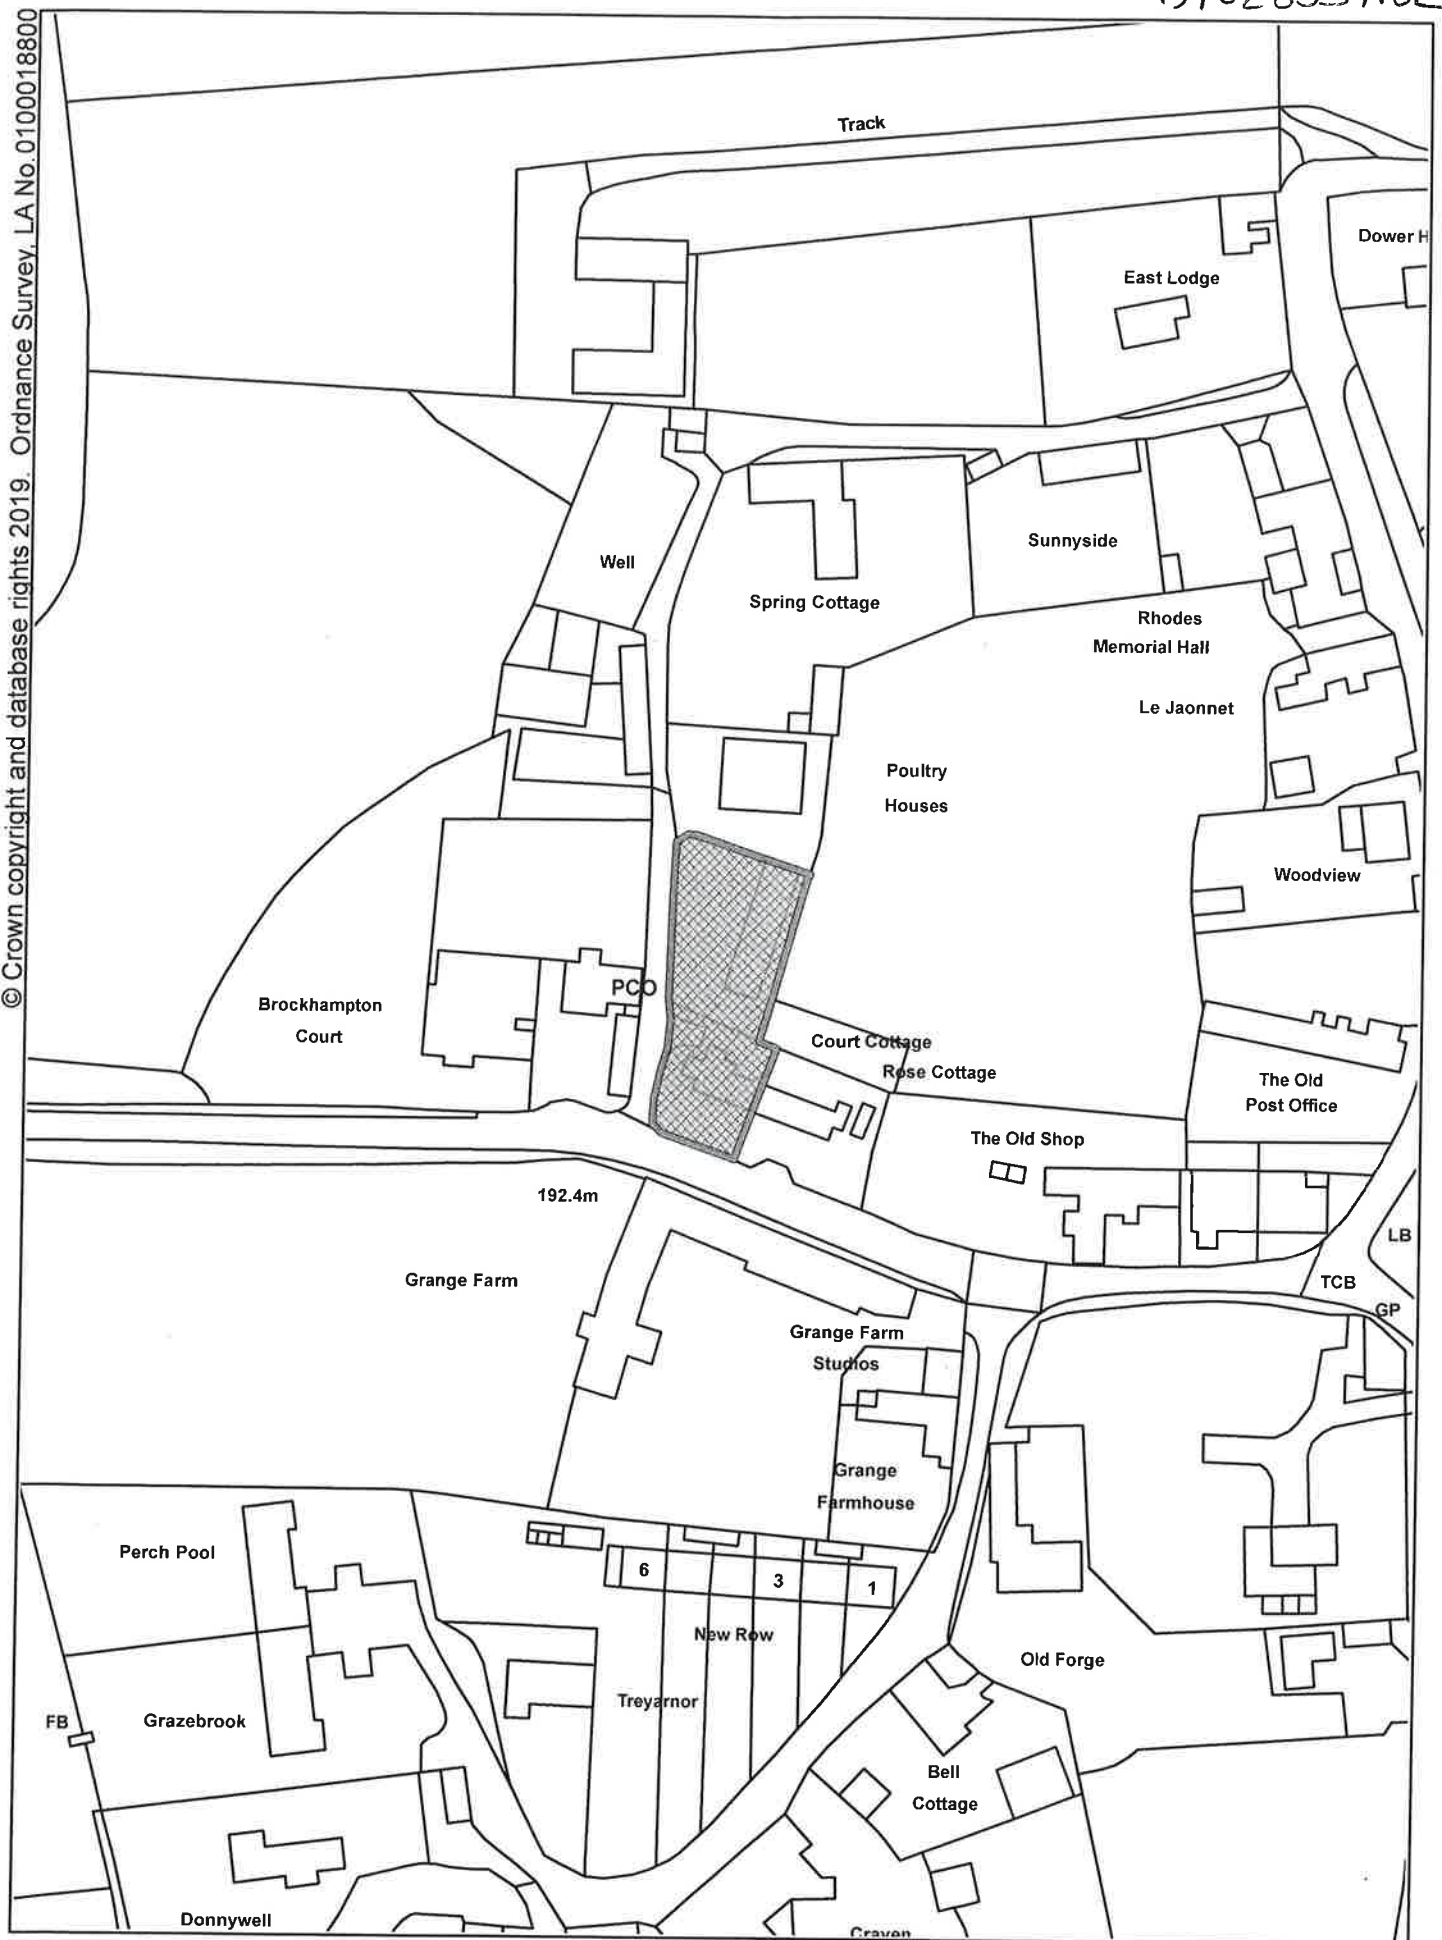 © Crown copyright and database rights 2019. Ordnance Survey, LA No. 0100018800
Track
Dower H
East Lodge
Well
Sunnyside
Spring Cottage
Rhodes
Memorial Hall
Le Jaonnet
Poultry
Houses
Woodview
PCO
Brockhampton
Court
Court Cottage
Rose Cottage
The Old
Post Office
The Old Shop
192.4m
LB
TCB
GP
Grange Farm
Grange Farm
Studios
Grange
Farmhouse
Perch Pool
6
3
1
New Row
Old Forge
Treyarnor
FB
Grazebrook
Bell
Cottage
Donnywell
Craven